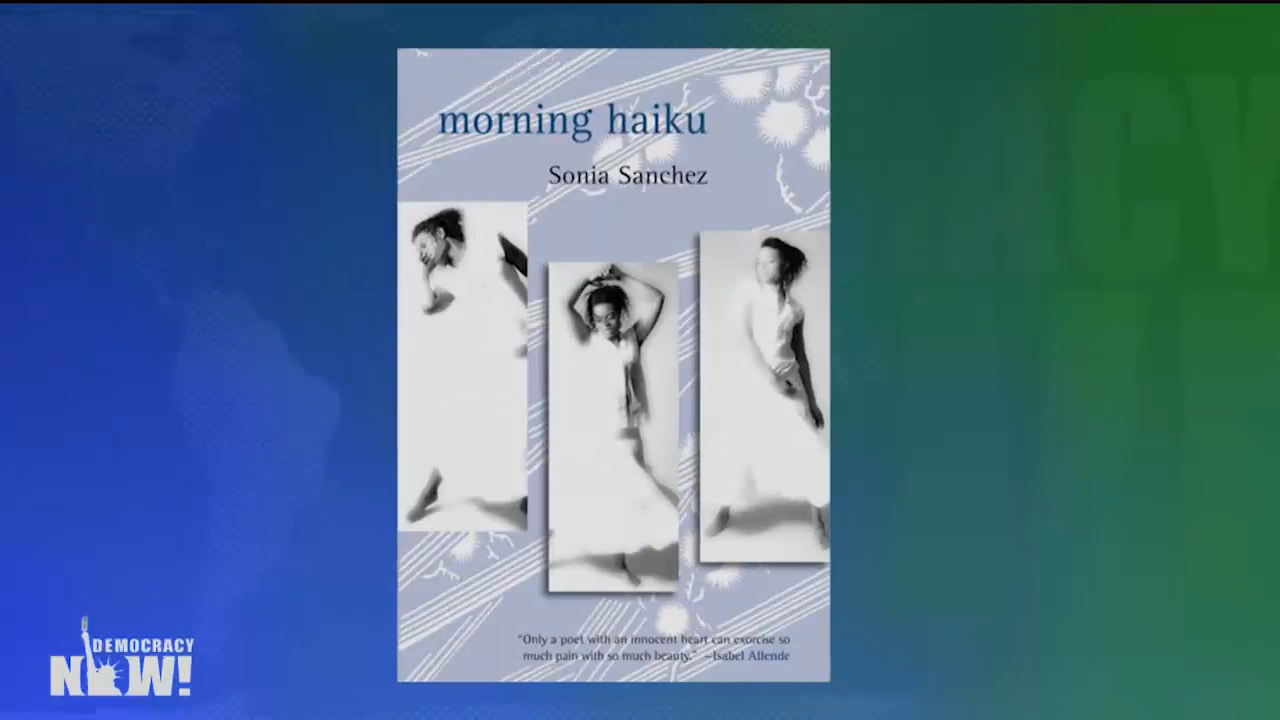 morning haiku
Sonia Sanchez
"Only a poet with an innocent heart can exorcise so
much pain with so much beauty." —Isabel Allende
DEMOCRACY
NOW!
ACY